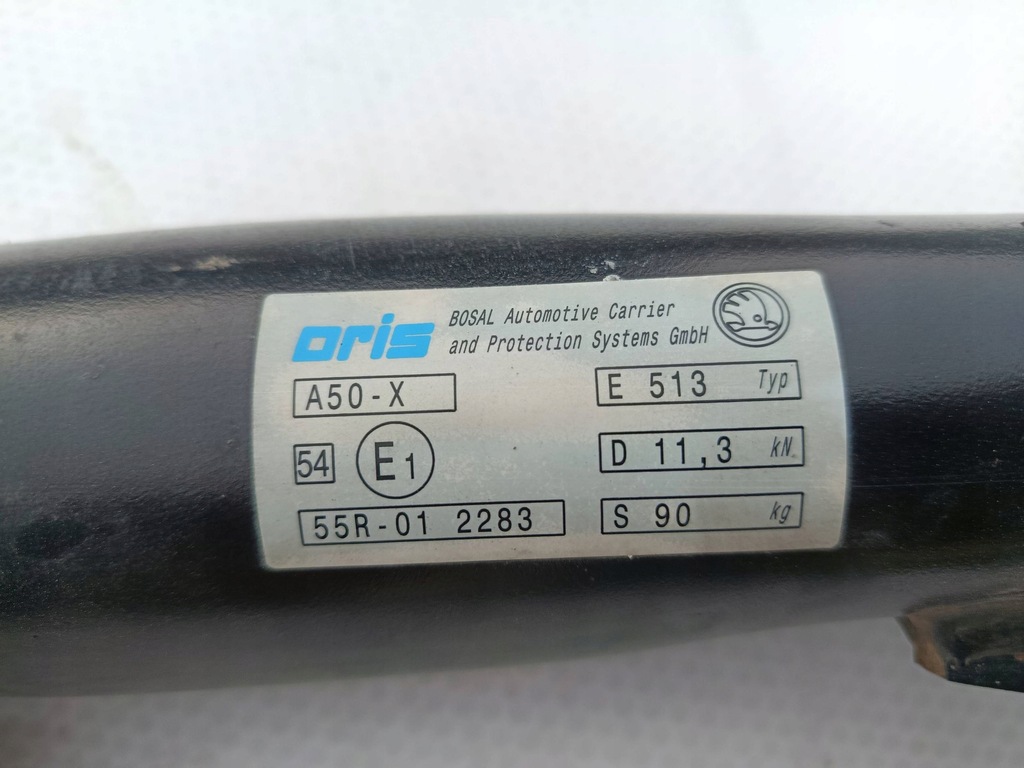 oris
BOSAL Automotive Carrier
and Protection Systems GmbH
A50-X
E 513 Typ
54 E1
D 11,3 kN
55R-01 2283
S 90 kg